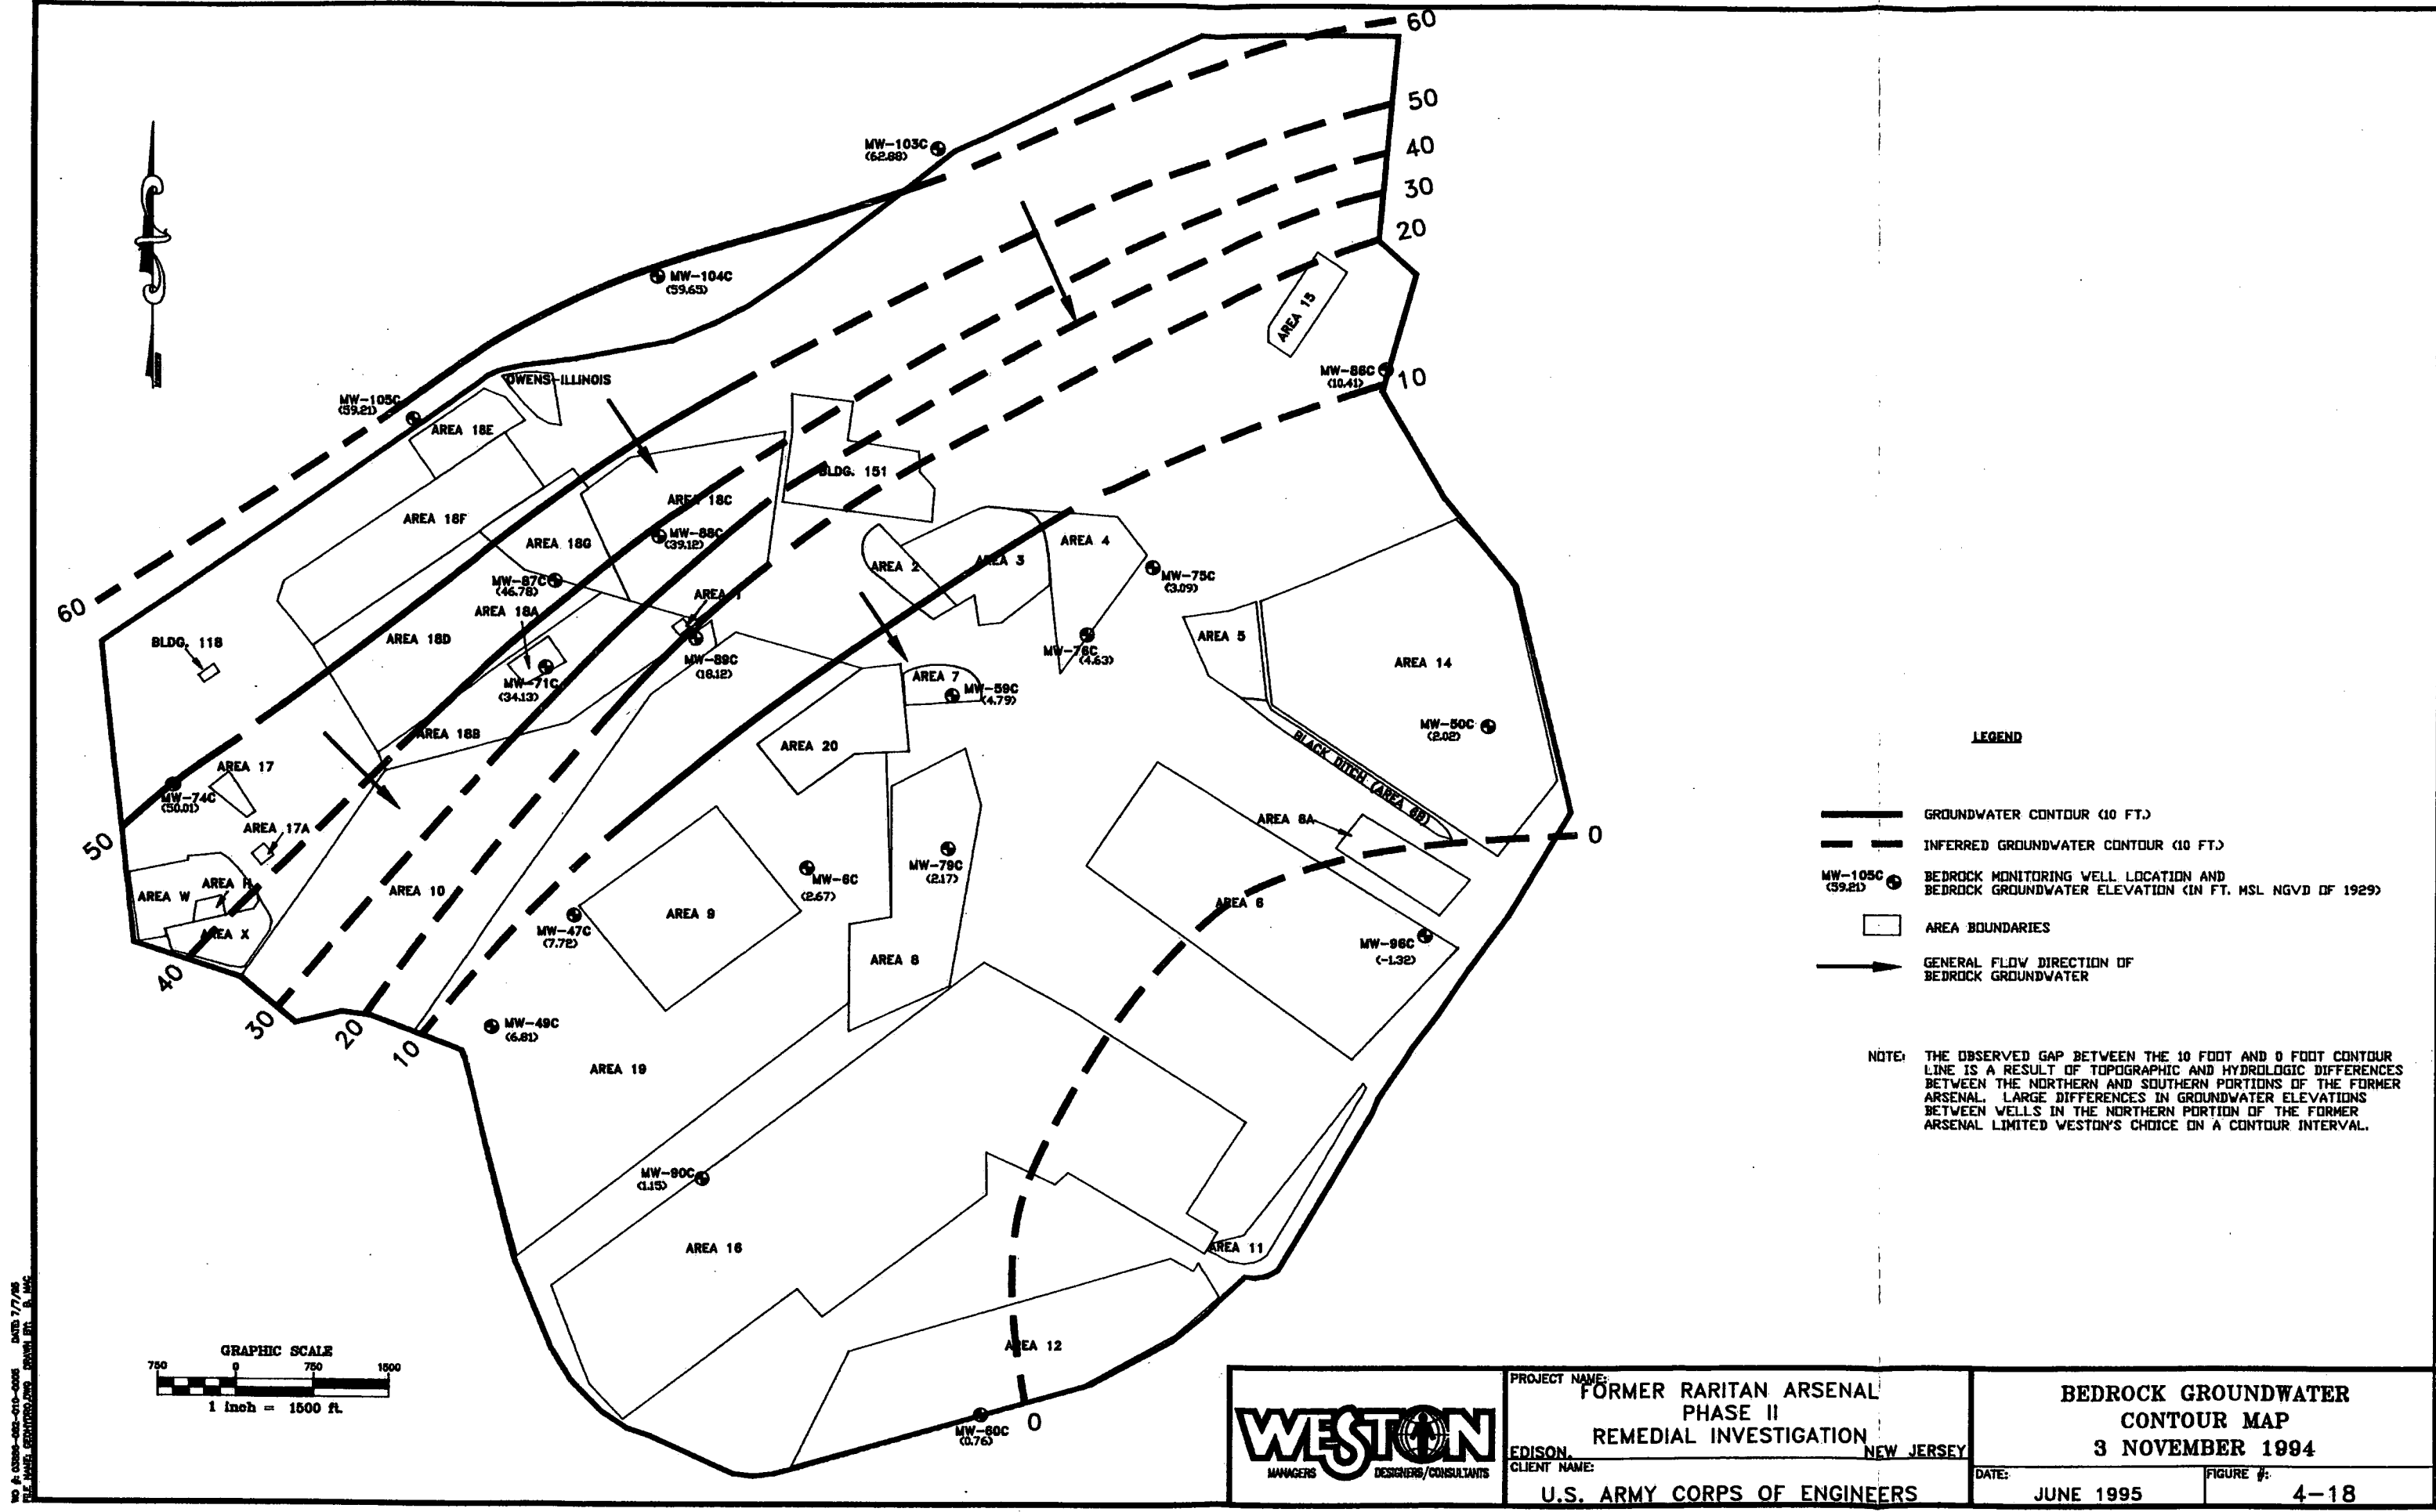 60
50
40
30
20
10
MW-103C
(62.88)
MW-104C
(59.65)
MW-105C
(59.21)
OWENS-ILLINOIS
AREA 18E
AREA 15
MW-86C
(10.41)
BLDG. 151
AREA 18C
AREA 18F
MW-88C
(39.12)
AREA 18G
AREA 4
AREA 3
AREA 2
MW-75C
(3.09)
MW-87C
(46.78)
AREA 1
60
AREA 18A
BLDG. 118
AREA 18D
AREA 5
MW-76C
(4.63)
MW-89C
(18.12)
AREA 14
MW-71C
(34.13)
AREA 7
MW-59C
(4.79)
MW-50C
(2.02)
AREA 18B
BLACK DITCH (AREA 8B)
AREA 20
AREA 17
MW-74C
(50.01)
50
AREA 17A
AREA 8A
0
MW-79C
(2.17)
MW-6C
(2.67)
AREA H
AREA W
AREA 10
AREA 9
AREA 6
AREA X
MW-47C
(7.72)
MW-96C
(-1.32)
AREA 8
40
30
20
10
MW-49C
(6.81)
AREA 19
MW-90C
(1.15)
AREA 16
AREA 11
AREA 12
MW-60C
(0.76)
0
LEGEND
GROUNDWATER CONTOUR (10 FT.)
INFERRED GROUNDWATER CONTOUR (10 FT.)
MW-105C
(59.21)
BEDROCK MONITORING WELL LOCATION AND
BEDROCK GROUNDWATER ELEVATION (IN FT. MSL NGVD OF 1929)
AREA BOUNDARIES
GENERAL FLOW DIRECTION OF
BEDROCK GROUNDWATER
NOTE: THE OBSERVED GAP BETWEEN THE 10 FOOT AND 0 FOOT CONTOUR
LINE IS A RESULT OF TOPOGRAPHIC AND HYDROLOGIC DIFFERENCES
BETWEEN THE NORTHERN AND SOUTHERN PORTIONS OF THE FORMER
ARSENAL. LARGE DIFFERENCES IN GROUNDWATER ELEVATIONS
BETWEEN WELLS IN THE NORTHERN PORTION OF THE FORMER
ARSENAL LIMITED WESTON'S CHOICE ON A CONTOUR INTERVAL.
GRAPHIC SCALE
750 0 750 1500
1 inch = 1500 ft.
WESTON
MANAGERS DESIGNERS/CONSULTANTS
PROJECT NAME:
FORMER RARITAN ARSENAL
PHASE II
REMEDIAL INVESTIGATION
EDISON, NEW JERSEY
CLIENT NAME:
U.S. ARMY CORPS OF ENGINEERS
BEDROCK GROUNDWATER
CONTOUR MAP
3 NOVEMBER 1994
DATE:
JUNE 1995
FIGURE #:
4-18
DATE: 7/7/95
DRAWN BY: B. MAC